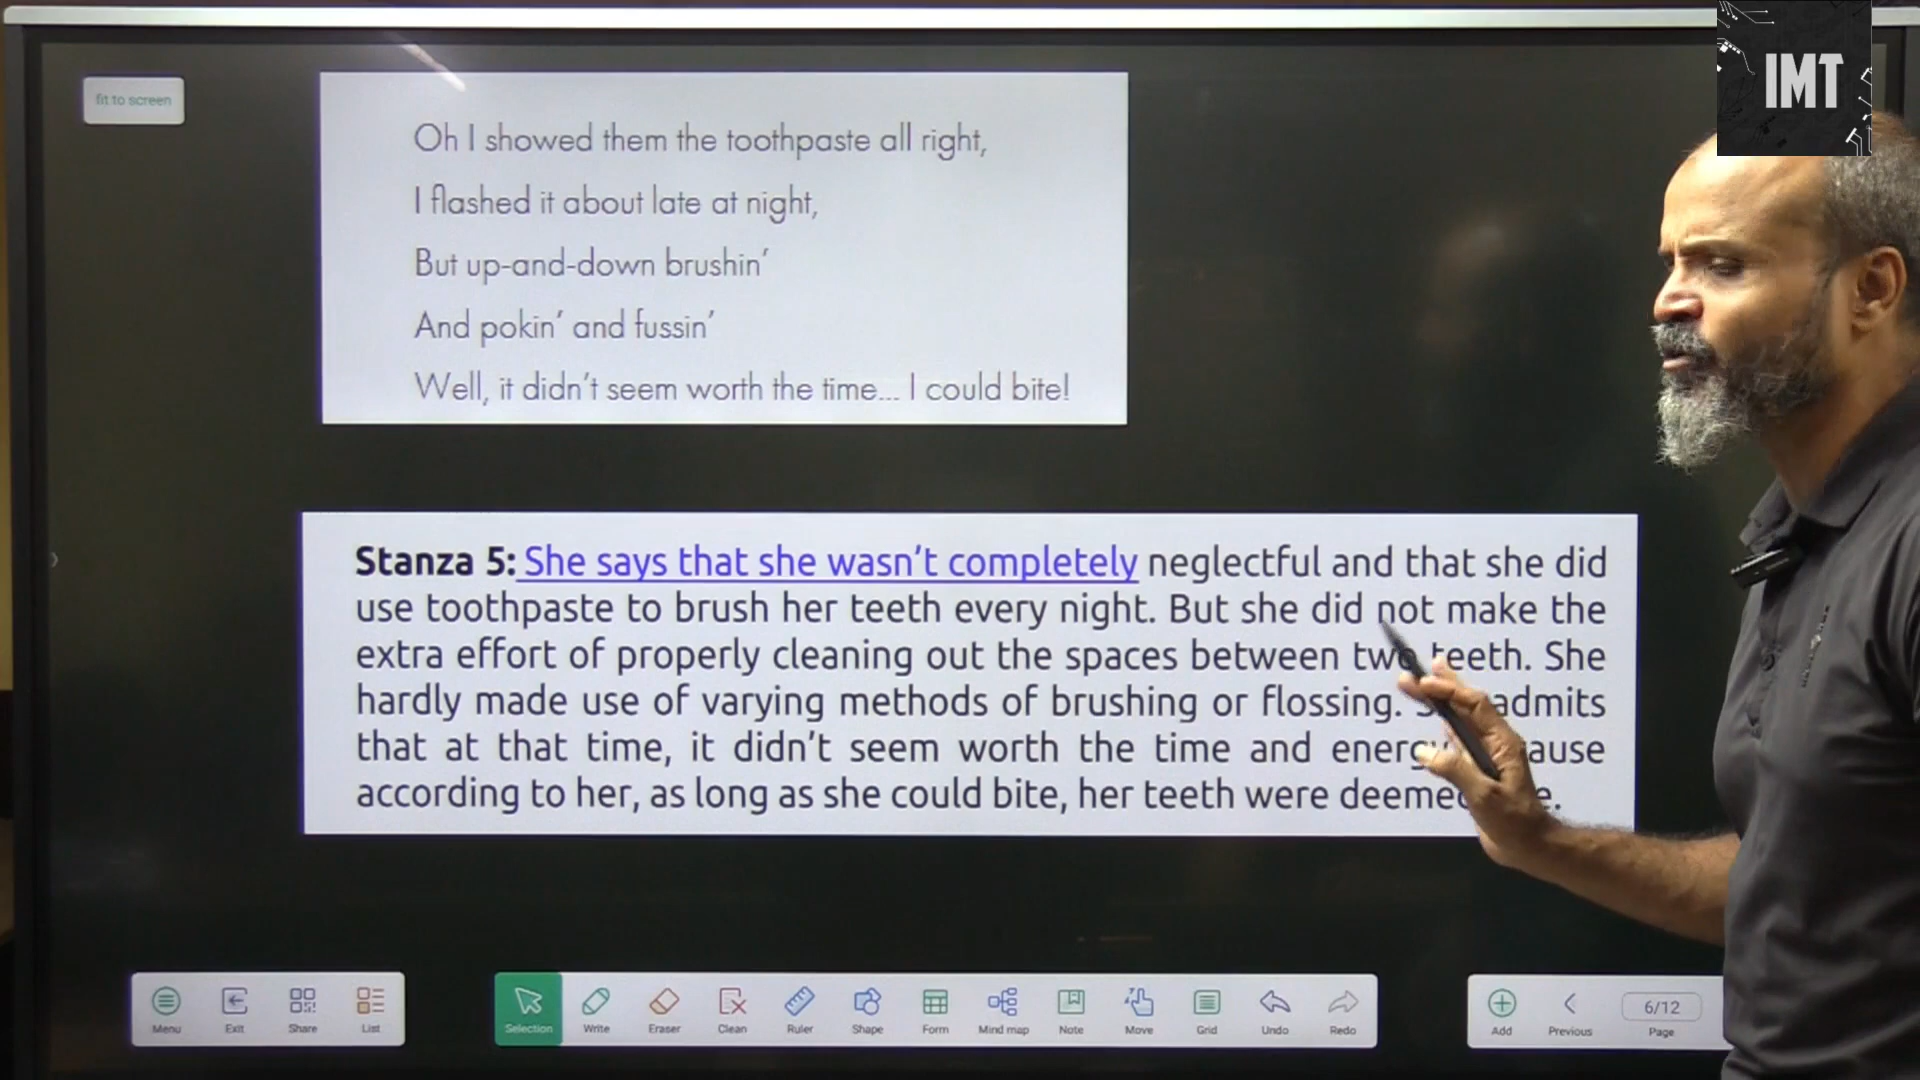 IMT
fit to screen
Oh I showed them the toothpaste all right,
I flashed it about late at night,
But up-and-down brushin’
And pokin’ and fussin’
Well, it didn’t seem worth the time... I could bite!
Stanza 5: She says that she wasn’t completely neglectful and that she did
use toothpaste to brush her teeth every night. But she did not make the
extra effort of properly cleaning out the spaces between two teeth. She
hardly made use of varying methods of brushing or flossing. admits
that at that time, it didn’t seem worth the time and energy
according to her, as long as she could bite, her teeth were
Menu Exit Share List Selection Write Eraser Clean Ruler Shape Form Mind map Note Move Grid Undo Redo Add Previous Page
6/12